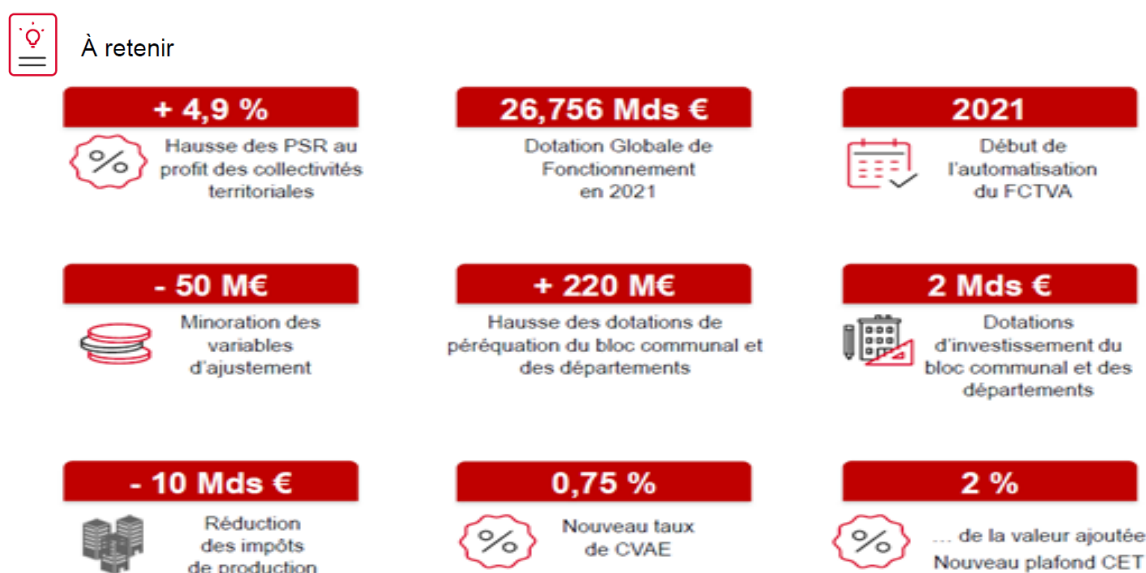 À retenir
+ 4,9 %
Hausse des PSR au
profit des collectivités
territoriales
26,756 Mds €
Dotation Globale de
Fonctionnement
en 2021
2021
Début de
l'automatisation
du FCTVA
- 50 M€
Minoration des
variables
d'ajustement
+ 220 M€
Hausse des dotations de
péréquation du bloc communal et
des départements
2 Mds €
Dotations
d'investissement du
bloc communal et des
départements
- 10 Mds €
Réduction
des impôts
de production
0,75 %
Nouveau taux
de CVAE
2 %
... de la valeur ajoutée
Nouveau plafond CET